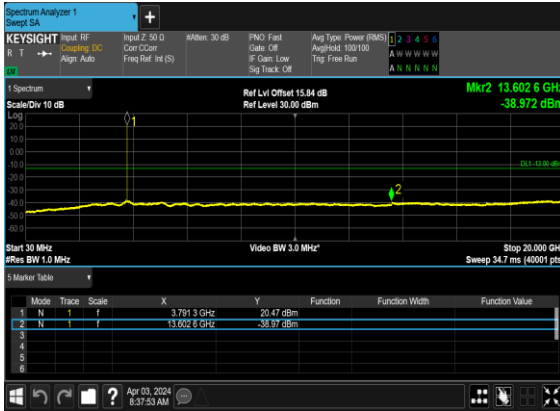 Spectrum Analyzer 1
Swept SA
+
KEYSIGHT Input: RF Input Z: 50 Ω #Atten: 30 dB PNO: Fast Avg Type: Power (RMS) 1 2 3 4 5 6
R T Coupling: DC Corr CCorr Gate: Off Avg|Hold: 100/100 A W W W W W
Align: Auto Freq Ref: Int (S) IF Gain: Low Trig: Free Run
Sig Track: Off A N N N N N
1 Spectrum Ref Lvl Offset 15.84 dB Mkr2 13.602 6 GHz
Scale/Div 10 dB Ref Level 30.00 dBm -38.972 dBm
Log
20.0
10.0
0.00
-10.0
DL1 -13.00 dBm
-20.0
-30.0
-40.0
-50.0
-60.0
1
2
Start 30 MHz Video BW 3.0 MHz* Stop 20.000 GH
#Res BW 1.0 MHz Sweep 34.7 ms (40001 pts
5 Marker Table
Mode Trace Scale X Y Function Function Width Function Value
1 N 1 f 3.791 3 GHz 20.47 dBm
2 N 1 f 13.602 6 GHz -38.97 dBm
3
4
5
6
? Apr 03, 2024
8:37:53 AM